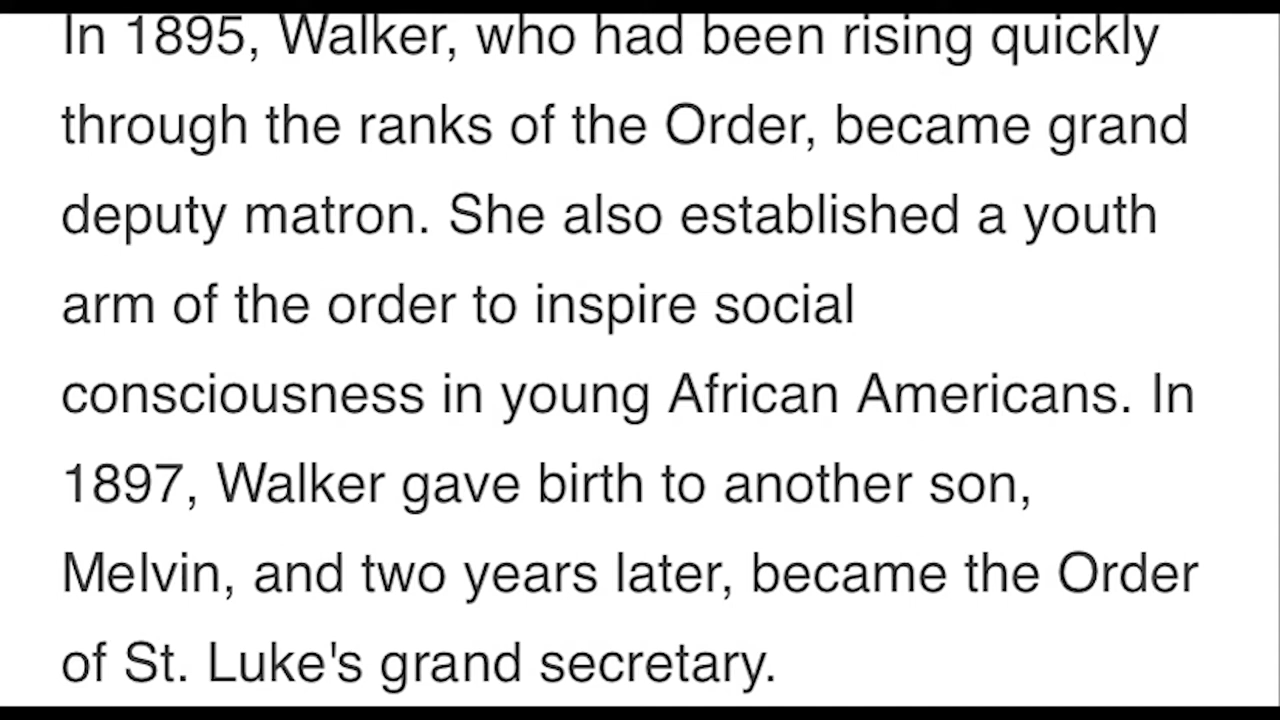 In 1895, Walker, who had been rising quickly
through the ranks of the Order, became grand
deputy matron. She also established a youth
arm of the order to inspire social
consciousness in young African Americans. In
1897, Walker gave birth to another son,
Melvin, and two years later, became the Order
of St. Luke's grand secretary.